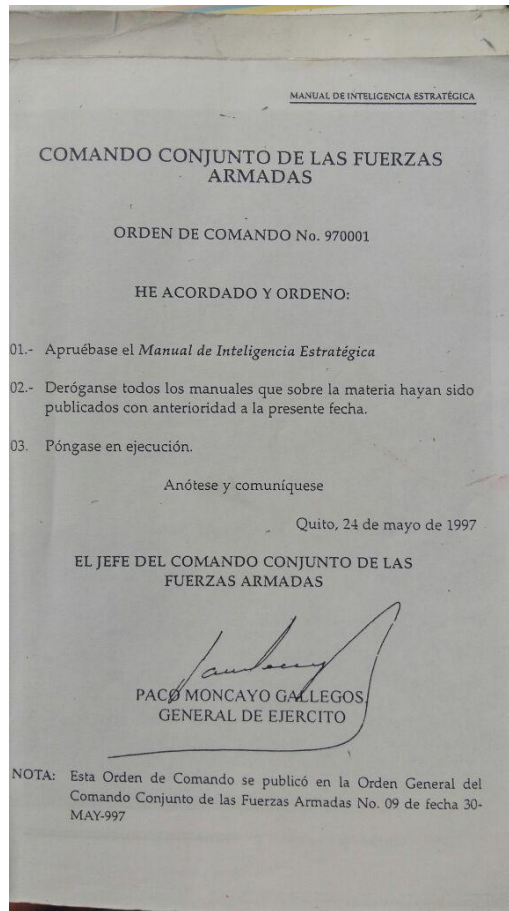 MANUAL DE INTELIGENCIA ESTRATÉGICA
COMANDO CONJUNTO DE LAS FUERZAS
ARMADAS
ORDEN DE COMANDO No. 970001
HE ACORDADO Y ORDENO:
01.- Apruébase el Manual de Inteligencia Estratégica
02.- Deróganse todos los manuales que sobre la materia hayan sido
publicados con anterioridad a la presente fecha.
03. Póngase en ejecución.
Anótese y comuníquese
Quito, 24 de mayo de 1997
EL JEFE DEL COMANDO CONJUNTO DE LAS
FUERZAS ARMADAS
PACO MONCAYO GALLEGOS
GENERAL DE EJERCITO
NOTA: Esta Orden de Comando se publicó en la Orden General del
Comando Conjunto de las Fuerzas Armadas No. 09 de fecha 30-
MAY-997